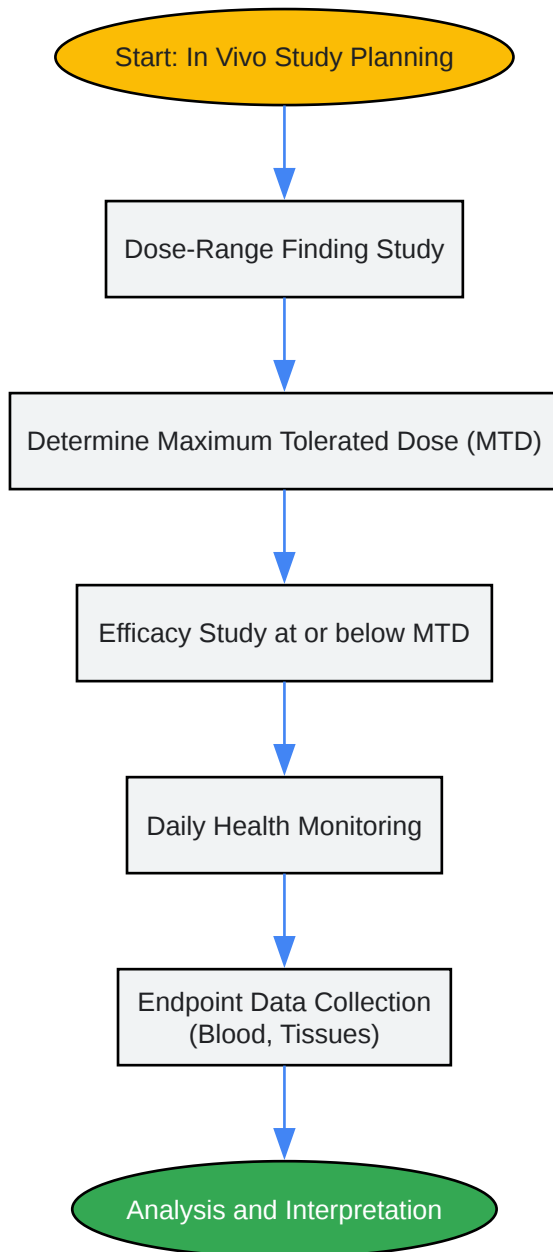 Start: In Vivo Study Planning
Dose-Range Finding Study
Determine Maximum Tolerated Dose (MTD)
Efficacy Study at or below MTD
Daily Health Monitoring
Endpoint Data Collection
(Blood, Tissues)
Analysis and Interpretation